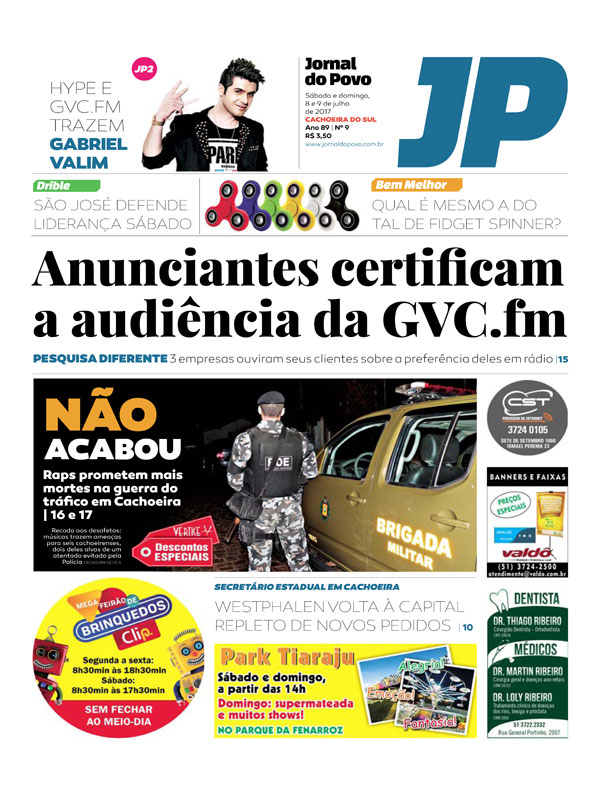 JP2
HYPE E
GVC.FM
TRAZEM
GABRIEL
VALIM
Jornal
do Povo
Sábado e domingo,
8 e 9 de julho
de 2017
CACHOEIRA DO SUL
Ano 89 | Nº 9
R$ 3,50
www.jornaldopovo.com.br
JP
Drible
SÃO JOSÉ DEFENDE
LIDERANÇA SÁBADO
Bem Melhor
QUAL É MESMO A DO
TAL DE FIDGET SPINNER?
Anunciantes certificam
a audiência da GVC.fm
PESQUISA DIFERENTE 3 empresas ouviram seus clientes sobre a preferência deles em rádio |15
NÃO
ACABOU
Raps prometem mais
mortes na guerra do
tráfico em Cachoeira
| 16 e 17
Recado aos desafetos:
músicas trazem ameaças
para seis cachoeirenses,
dois deles alvos de um
atentado evitado pela
Polícia
VERTKE
Descontos
ESPECIAIS
BOE
BRIGADA
MILITAR
CST
PROVEDOR DE INTERNET
3724 0105
SETE DE SETEMBRO 1080
ISMAEL PEREIRA 23
BANNERS E FAIXAS
PREÇOS
ESPECIAIS
valdo
(51) 3724-2500
atendimento@valdo.com.br
MEGA FEIRÃO DE
BRINQUEDOS
Clip.
Segunda a sexta:
8h30min às 18h30min
Sábado:
8h30min às 17h30min
SEM FECHAR
AO MEIO-DIA
SECRETÁRIO ESTADUAL EM CACHOEIRA
WESTPHALEN VOLTA À CAPITAL
REPLETO DE NOVOS PEDIDOS | 10
Park Tiaraju
Sábado e domingo,
a partir das 14h
Domingo: supermateada
e muitos shows!
NO PARQUE DA FENARROZ
Alegria!
Emoção!
Fantasia!
DENTISTA
DR. THIAGO RIBEIRO
Cirurgião Dentista - Ortodontista
MÉDICOS
DR. MARTIN RIBEIRO
Cirurgia geral e doenças ano-retais
DR. LOLY RIBEIRO
Tratamento clínico de doenças
dos rins, bexiga e próstata
51 3722.2332
Rua General Portinho, 2067